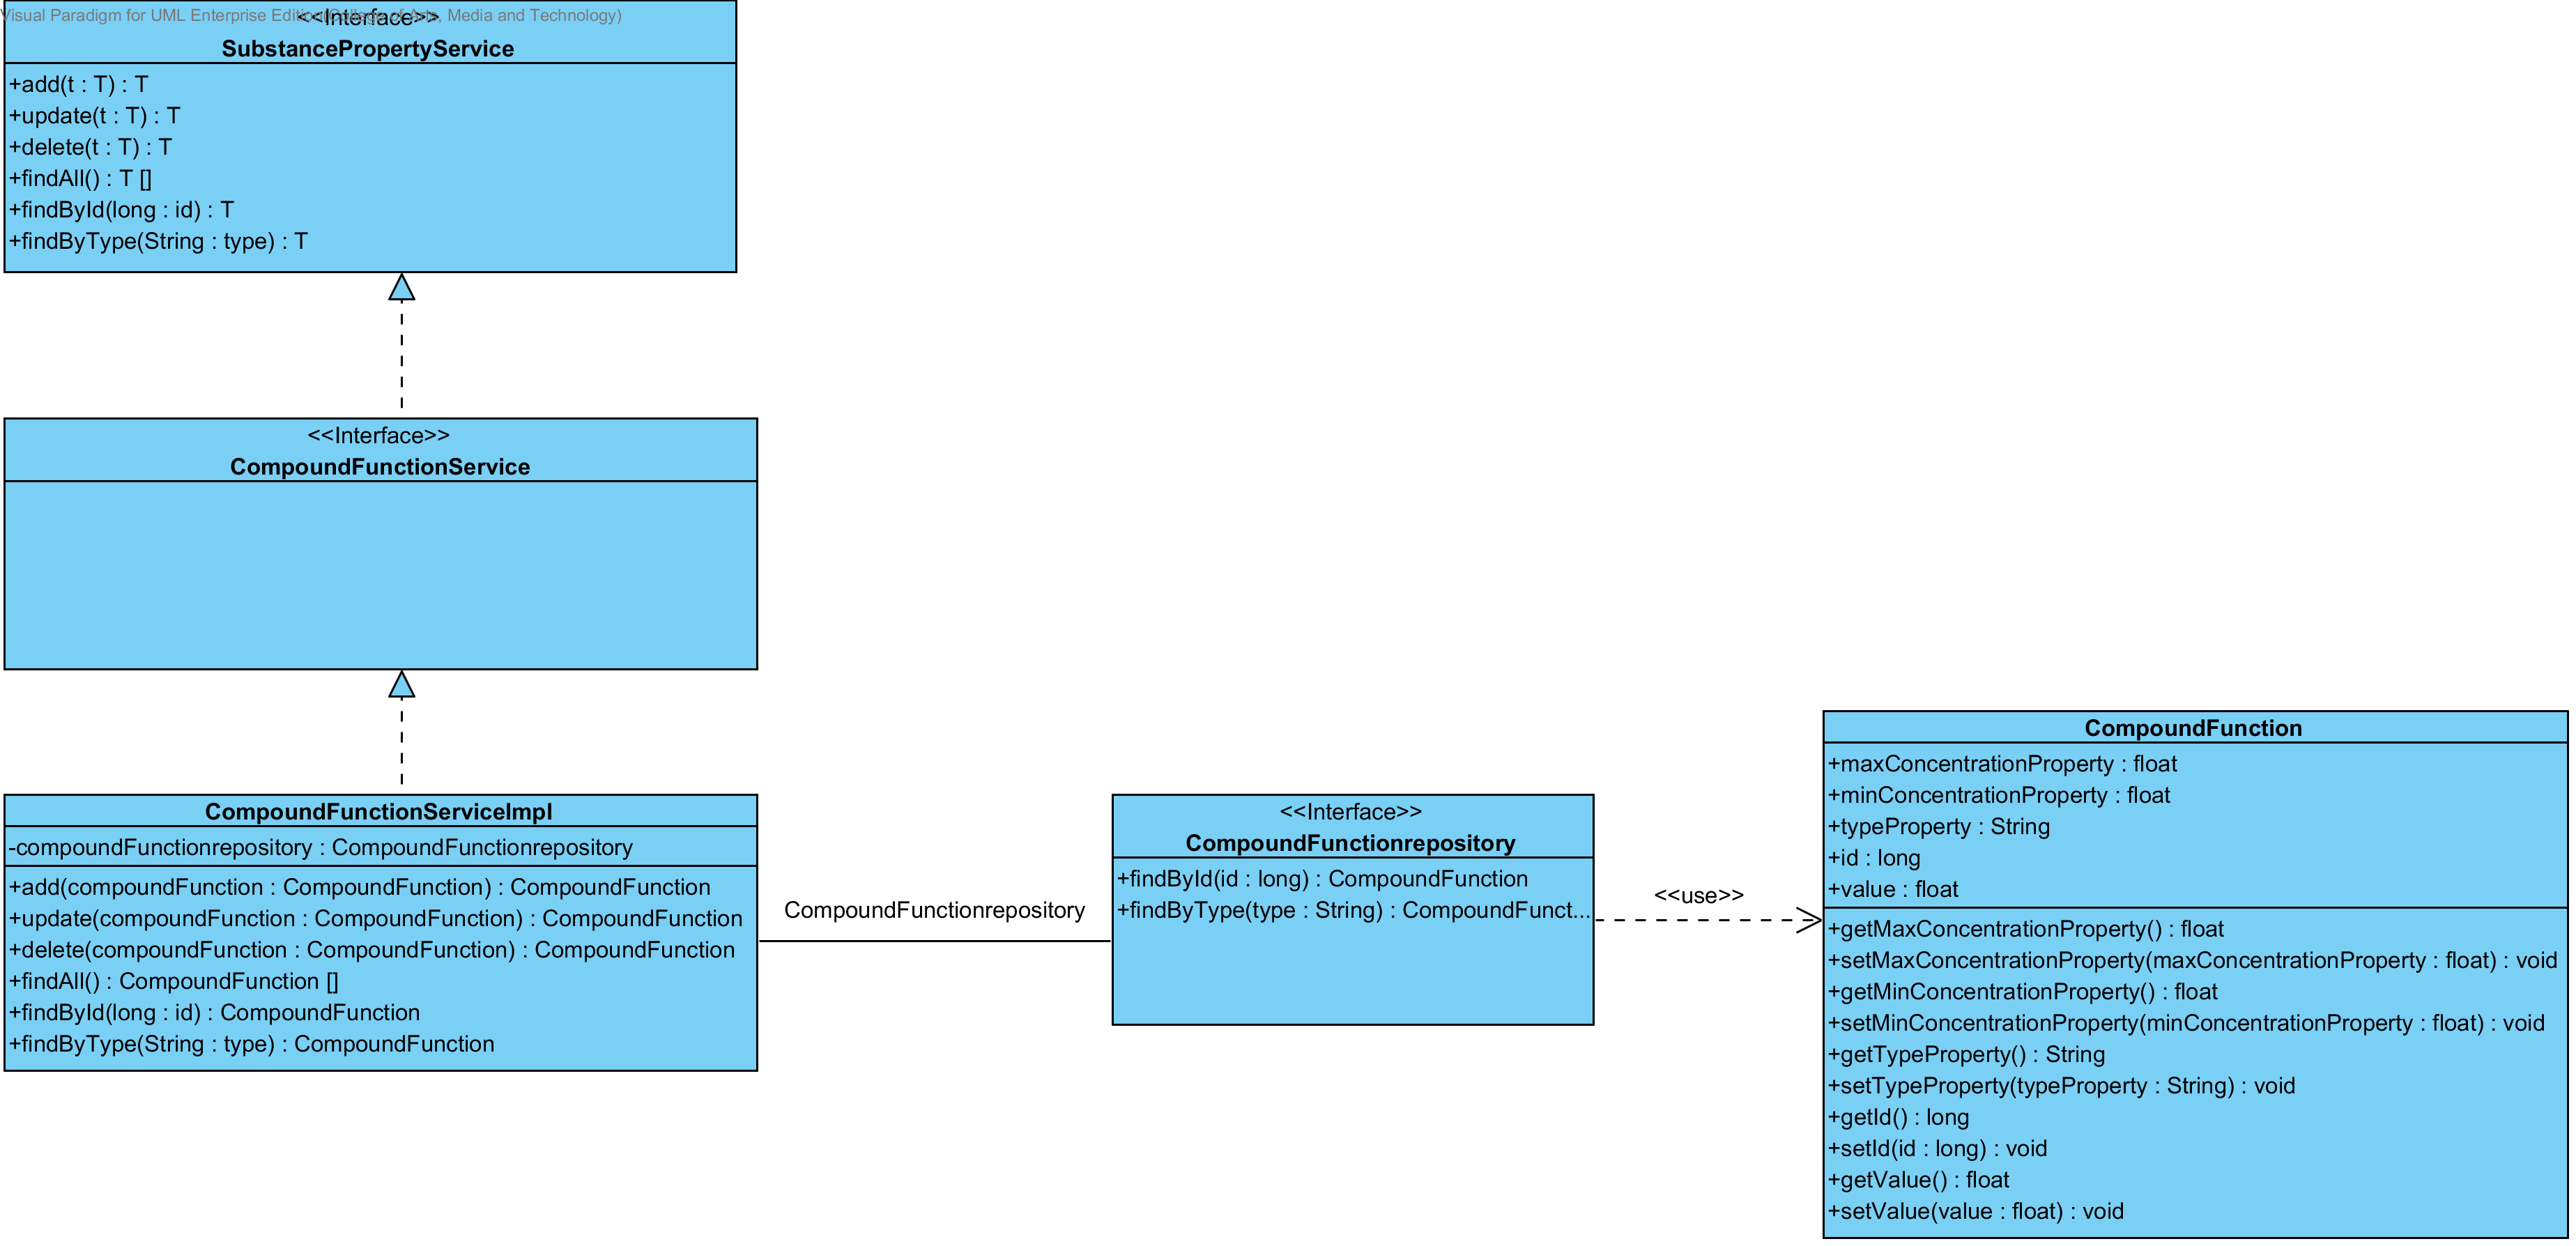 Visual Paradigm for UML Enterprise Edition(College of Arts, Media and Technology)
<<Interface>>
SubstancePropertyService
+add(t : T) : T
+update(t : T) : T
+delete(t : T) : T
+findAll() : T []
+findById(long : id) : T
+findByType(String : type) : T
<<Interface>>
CompoundFunctionService
CompoundFunctionServiceImpl
-compoundFunctionrepository : CompoundFunctionrepository
+add(compoundFunction : CompoundFunction) : CompoundFunction
+update(compoundFunction : CompoundFunction) : CompoundFunction
+delete(compoundFunction : CompoundFunction) : CompoundFunction
+findAll() : CompoundFunction []
+findById(long : id) : CompoundFunction
+findByType(String : type) : CompoundFunction
CompoundFunctionrepository
<<Interface>>
CompoundFunctionrepository
+findById(id : long) : CompoundFunction
+findByType(type : String) : CompoundFunct...
<<use>>
CompoundFunction
+maxConcentrationProperty : float
+minConcentrationProperty : float
+typeProperty : String
+id : long
+value : float
+getMaxConcentrationProperty() : float
+setMaxConcentrationProperty(maxConcentrationProperty : float) : void
+getMinConcentrationProperty() : float
+setMinConcentrationProperty(minConcentrationProperty : float) : void
+getTypeProperty() : String
+setTypeProperty(typeProperty : String) : void
+getId() : long
+setId(id : long) : void
+getValue() : float
+setValue(value : float) : void